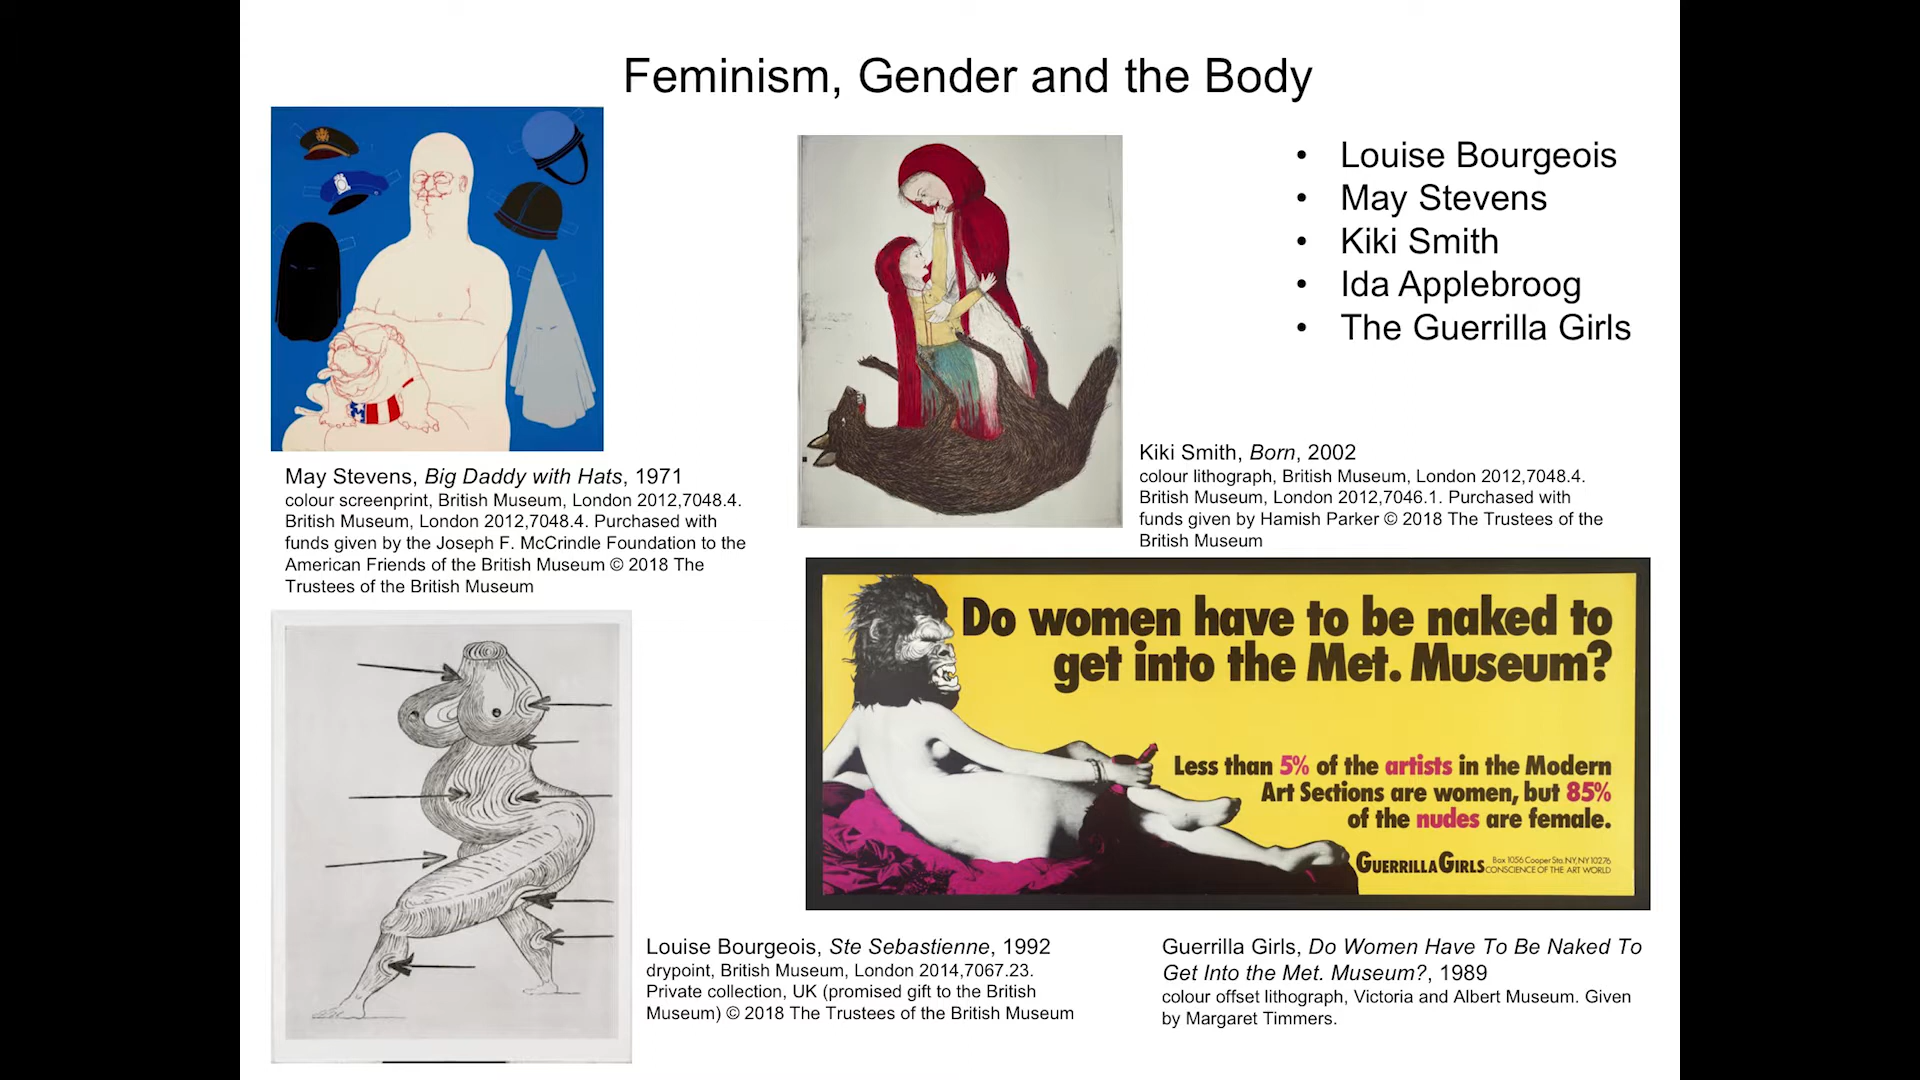 Feminism, Gender and the Body
• Louise Bourgeois
• May Stevens
• Kiki Smith
• Ida Applebroog
• The Guerrilla Girls
May Stevens, Big Daddy with Hats, 1971
colour screenprint, British Museum, London 2012,7048.4.
British Museum, London 2012,7048.4. Purchased with
funds given by the Joseph F. McCrindle Foundation to the
American Friends of the British Museum © 2018 The
Trustees of the British Museum
Kiki Smith, Born, 2002
colour lithograph, British Museum, London 2012,7048.4.
British Museum, London 2012,7046.1. Purchased with
funds given by Hamish Parker © 2018 The Trustees of the
British Museum
Do women have to be naked to
get into the Met. Museum?
Less than 5% of the artists in the Modern
Art Sections are women, but 85%
of the nudes are female.
GUERRILLA GIRLS
Box 1056 Cooper Sta. NY, NY 10276
CONSCIENCE OF THE ART WORLD
Louise Bourgeois, Ste Sebastienne, 1992
drypoint, British Museum, London 2014,7067.23.
Private collection, UK (promised gift to the British
Museum) © 2018 The Trustees of the British Museum
Guerrilla Girls, Do Women Have To Be Naked To
Get Into the Met. Museum?, 1989
colour offset lithograph, Victoria and Albert Museum. Given
by Margaret Timmers.